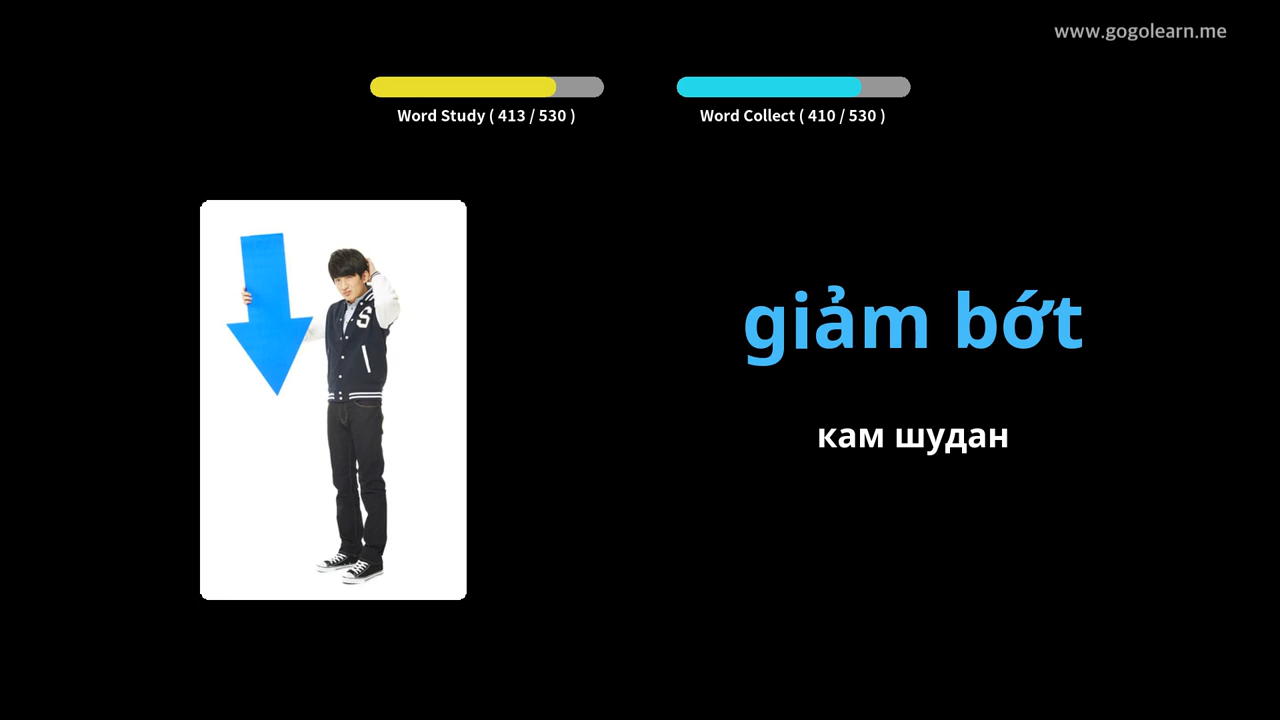 www.gogolearn.me
Word Study ( 413 / 530 )
Word Collect ( 410 / 530 )
S
giảm bớt
кам шудан